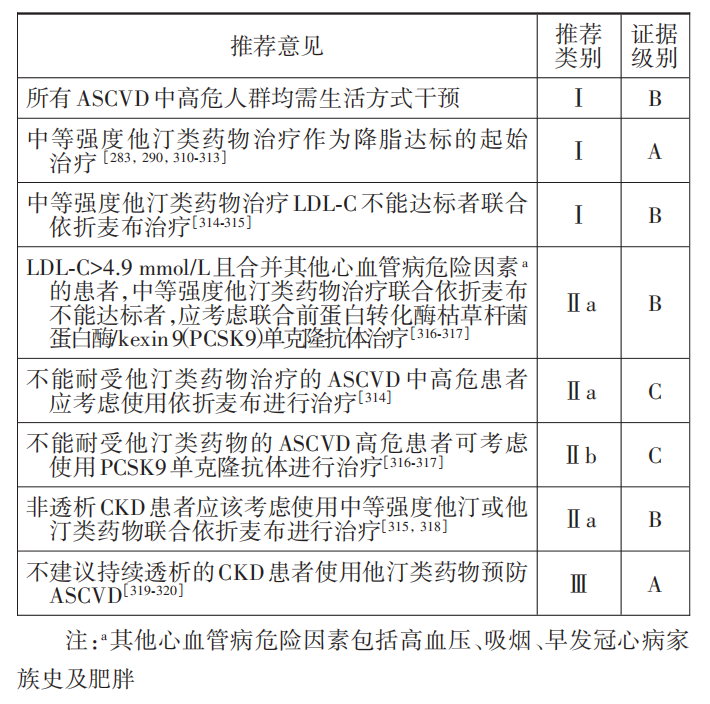 推荐意见 推荐类别 证据级别
所有ASCVD中高危人群均需生活方式干预 Ⅰ B
中等强度他汀类药物治疗作为降脂达标的起始
治疗[283, 290, 310-313] Ⅰ A
中等强度他汀类药物治疗LDL-C不能达标者联合
依折麦布治疗[314-315] Ⅰ B
LDL-C>4.9 mmol/L且合并其他心血管病危险因素a
的患者,中等强度他汀类药物治疗联合依折麦布
不能达标者,应考虑联合前蛋白转化酶枯草杆菌
蛋白酶/kexin9(PCSK9)单克隆抗体治疗[316-317] Ⅱa B
不能耐受他汀类药物治疗的ASCVD中高危患者
应考虑使用依折麦布进行治疗[314] Ⅱa C
不能耐受他汀类药物的ASCVD高危患者可考虑
使用PCSK9单克隆抗体进行治疗[316-317] Ⅱb C
非透析CKD患者应该考虑使用中等强度他汀或他
汀类药物联合依折麦布进行治疗[315, 318] Ⅱa B
不建议持续透析的CKD患者使用他汀类药物预防
ASCVD[319-320] Ⅲ A
注:a其他心血管病危险因素包括高血压、吸烟、早发冠心病家
族史及肥胖